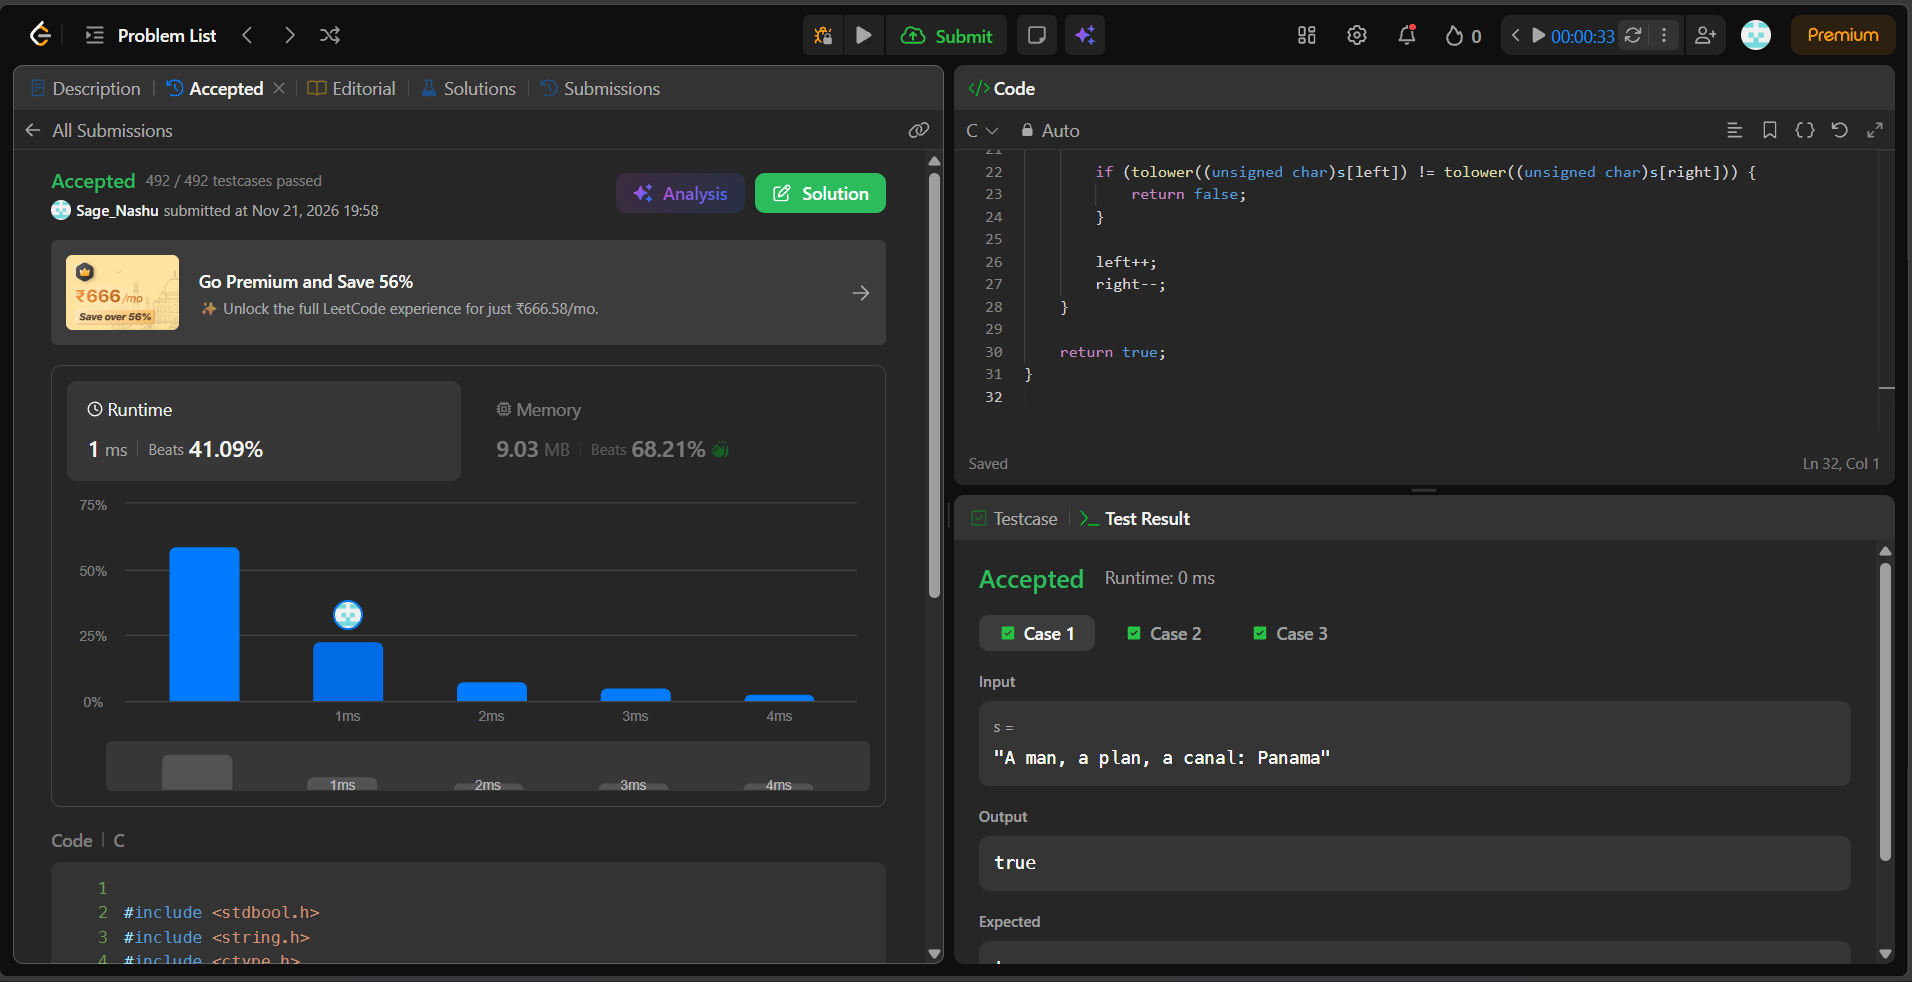 Problem List
Submit
0
00:00:33
Premium
Description
Accepted
Editorial
Solutions
Submissions
All Submissions
Accepted 492 / 492 testcases passed
Sage_Nashu submitted at Nov 21, 2026 19:58
Analysis
Solution
₹666/mo
Save over 56%
Go Premium and Save 56%
Unlock the full LeetCode experience for just ₹666.58/mo.
Runtime
1 ms Beats 41.09%
Memory
9.03 MB Beats 68.21%
75%
50%
25%
0%
1ms 2ms 3ms 4ms
1ms 2ms 3ms 4ms
Code C
1
2 #include <stdbool.h>
3 #include <string.h>
4 #include <ctype.h>
</> Code
C Auto
21
22 if (tolower((unsigned char)s[left]) != tolower((unsigned char)s[right])) {
23 return false;
24 }
25
26 left++;
27 right--;
28 }
29
30 return true;
31 }
32
Saved
Ln 32, Col 1
Testcase
Test Result
Accepted Runtime: 0 ms
Case 1
Case 2
Case 3
Input
s =
"A man, a plan, a canal: Panama"
Output
true
Expected